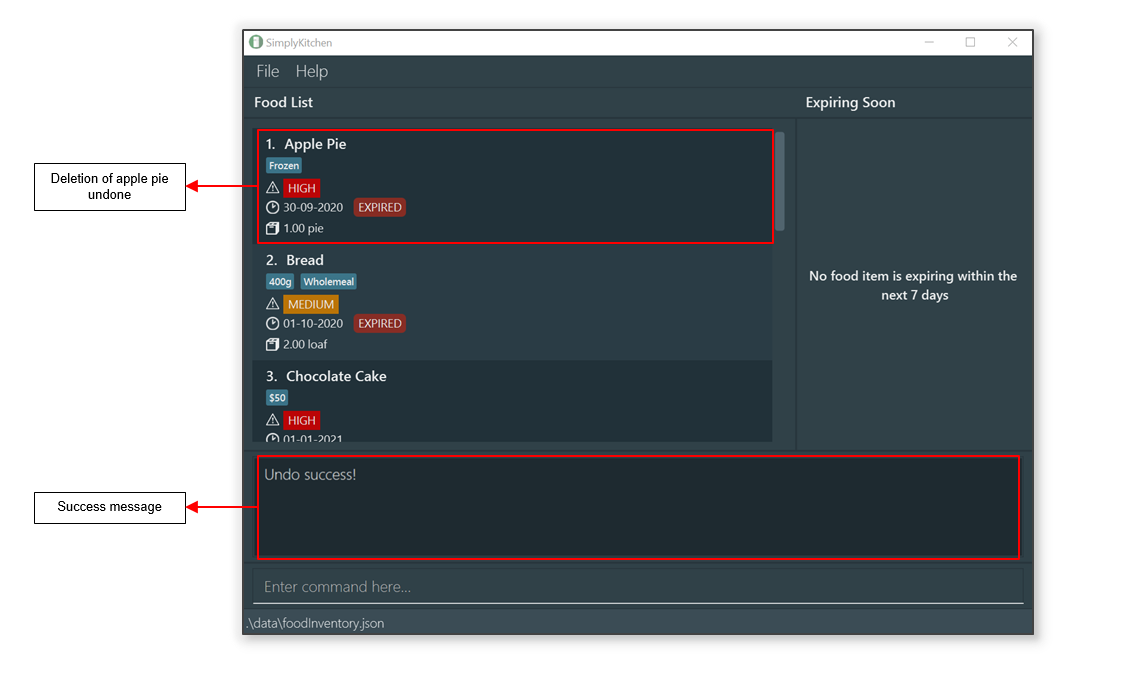 SimplyKitchen
File Help
Food List
Expiring Soon
1. Apple Pie
Frozen
HIGH
30-09-2020 EXPIRED
1.00 pie
Deletion of apple pie
undone
2. Bread
400g Wholemeal
MEDIUM
01-10-2020 EXPIRED
2.00 loaf
3. Chocolate Cake
$50
HIGH
01-01-2021
No food item is expiring within the
next 7 days
Undo success!
Success message
Enter command here...
.\data\foodInventory.json